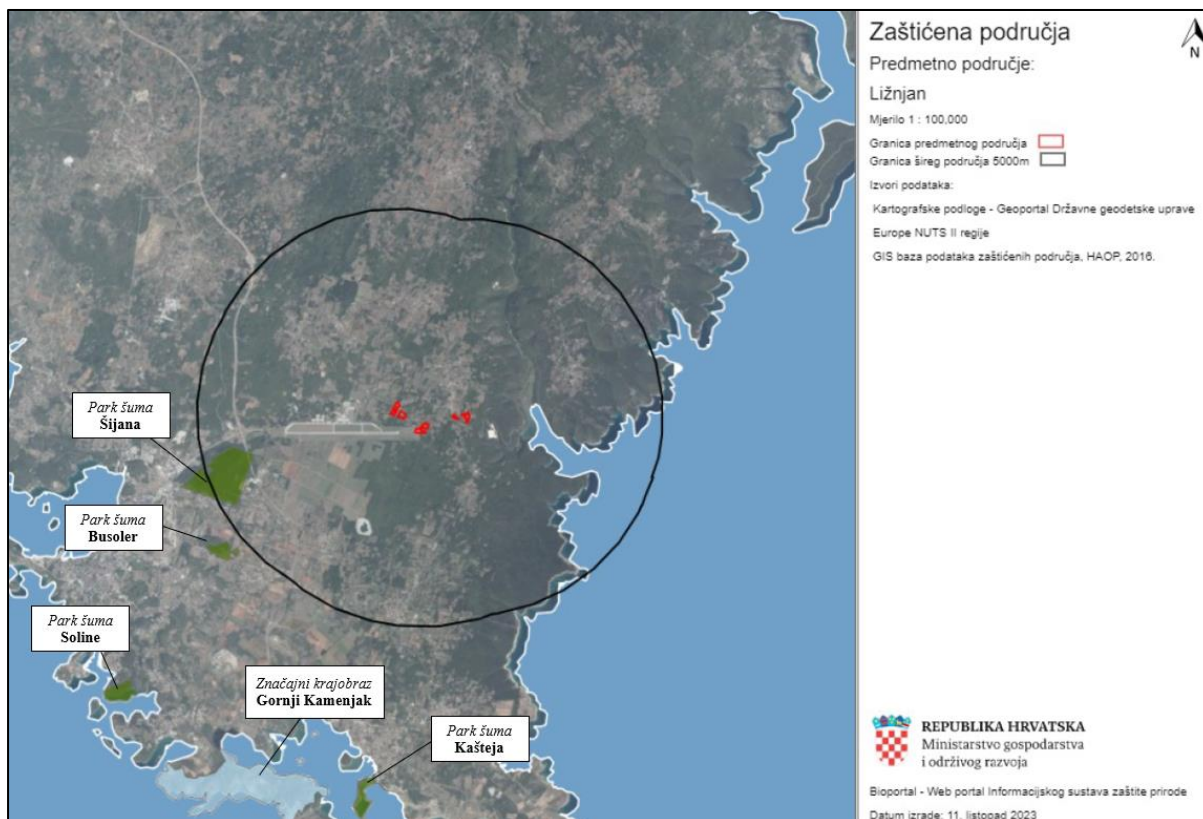 Zaštićena područja
N
Predmetno područje:
Ližnjan
Mjerilo 1 : 100,000
Granica predmetnog područja
Granica šireg područja 5000m
Izvori podataka:
Kartografske podloge - Geoportal Državne geodetske uprave
Europe NUTS II regije
GIS baza podataka zaštićenih područja, HAOP, 2016.
Park šuma
Šijana
Park šuma
Busoler
Park šuma
Soline
Značajni krajobraz
Gornji Kamenjak
Park šuma
Kašteja
REPUBLIKA HRVATSKA
Ministarstvo gospodarstva
i održivog razvoja
Bioportal - Web portal Informacijskog sustava zaštite prirode
Datum izrade: 11. listopad 2023